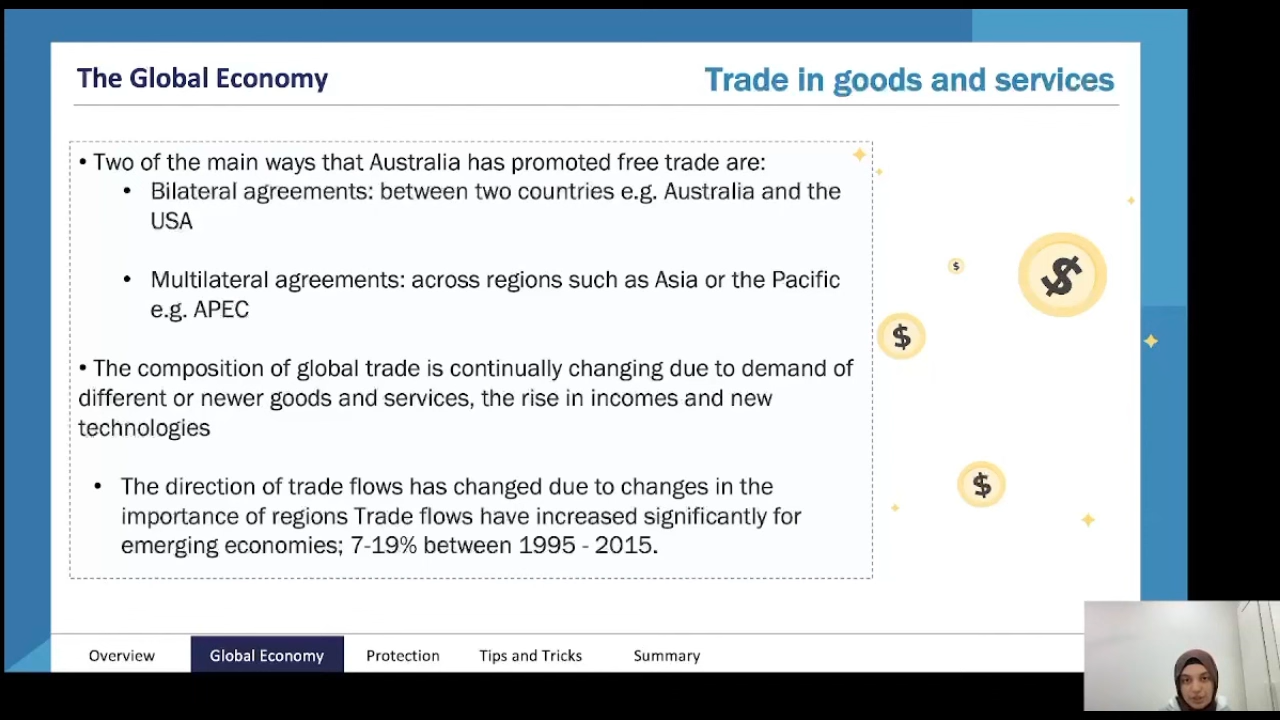 The Global Economy
Trade in goods and services
• Two of the main ways that Australia has promoted free trade are:
• Bilateral agreements: between two countries e.g. Australia and the
USA
• Multilateral agreements: across regions such as Asia or the Pacific
e.g. APEC
• The composition of global trade is continually changing due to demand of
different or newer goods and services, the rise in incomes and new
technologies
• The direction of trade flows has changed due to changes in the
importance of regions Trade flows have increased significantly for
emerging economies; 7-19% between 1995 - 2015.
$
$
$
$
Overview
Global Economy
Protection
Tips and Tricks
Summary